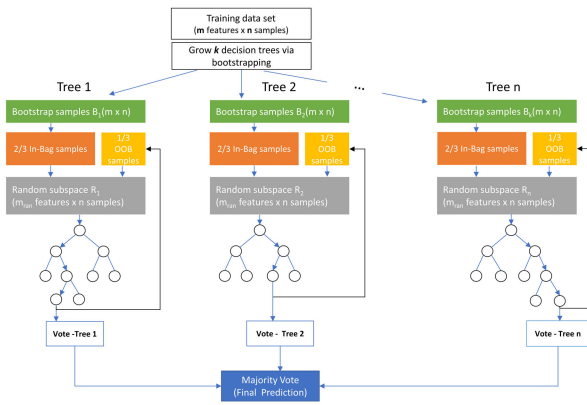 Training data set
(m features x n samples)
Grow k decision trees via
bootstrapping
Tree 1
Tree 2
...
Tree n
Bootstrap samples B1(m x n)
Bootstrap samples B2(m x n)
Bootstrap samples Bk(m x n)
2/3 In-Bag samples
1/3
OOB
samples
2/3 In-Bag samples
1/3
OOB
samples
2/3 In-Bag samples
1/3
OOB
samples
Random subspace R1
(mran features x n samples)
Random subspace R2
(mran features x n samples)
Random subspace Rn
(mran features x n samples)
Vote -Tree 1
Vote - Tree 2
Vote - Tree n
Majority Vote
(Final Prediction)